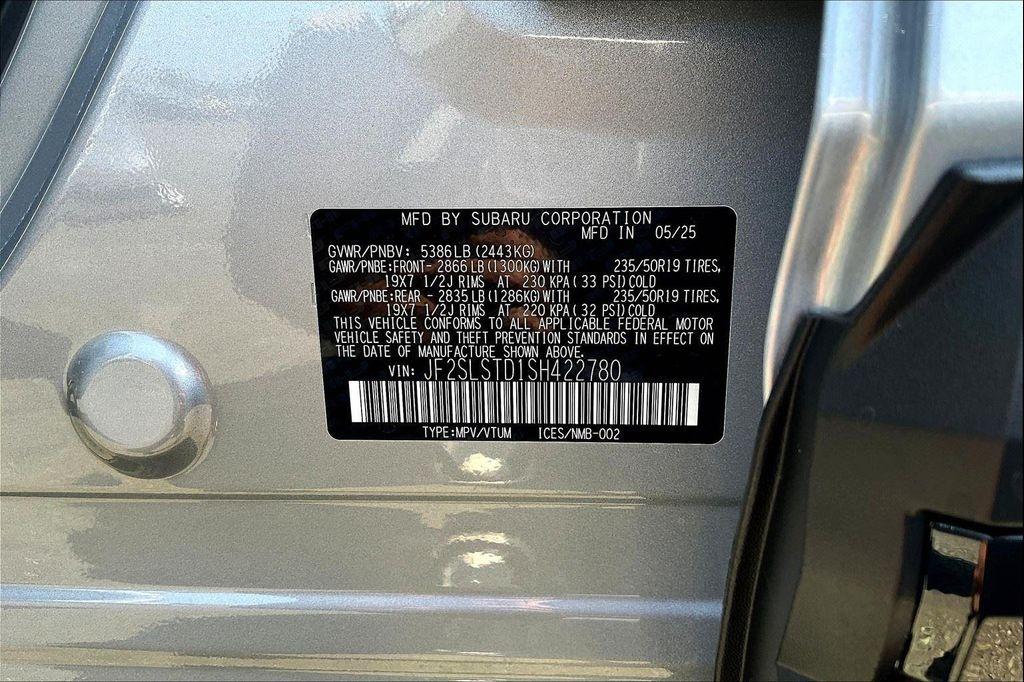 MFD BY SUBARU CORPORATION
MFD IN 05/25
GVWR/PNBV: 5386LB(2443KG)
GAWR/PNBE:FRONT- 2866LB(1300KG)WITH 235/50R19 TIRES,
19X7 1/2J RIMS AT 230 KPA(33 PSI)COLD
GAWR/PNBE:REAR - 2835LB(1286KG)WITH 235/50R19 TIRES,
19X7 1/2J RIMS AT 220 KPA(32 PSI)COLD
THIS VEHICLE CONFORMS TO ALL APPLICABLE FEDERAL MOTOR
VEHICLE SAFETY AND THEFT PREVENTION STANDARDS IN EFFECT ON
THE DATE OF MANUFACTURE SHOWN ABOVE.
VIN: JF2SLSTD1SH422780
TYPE:MPV/VTUM ICES/NMB-002